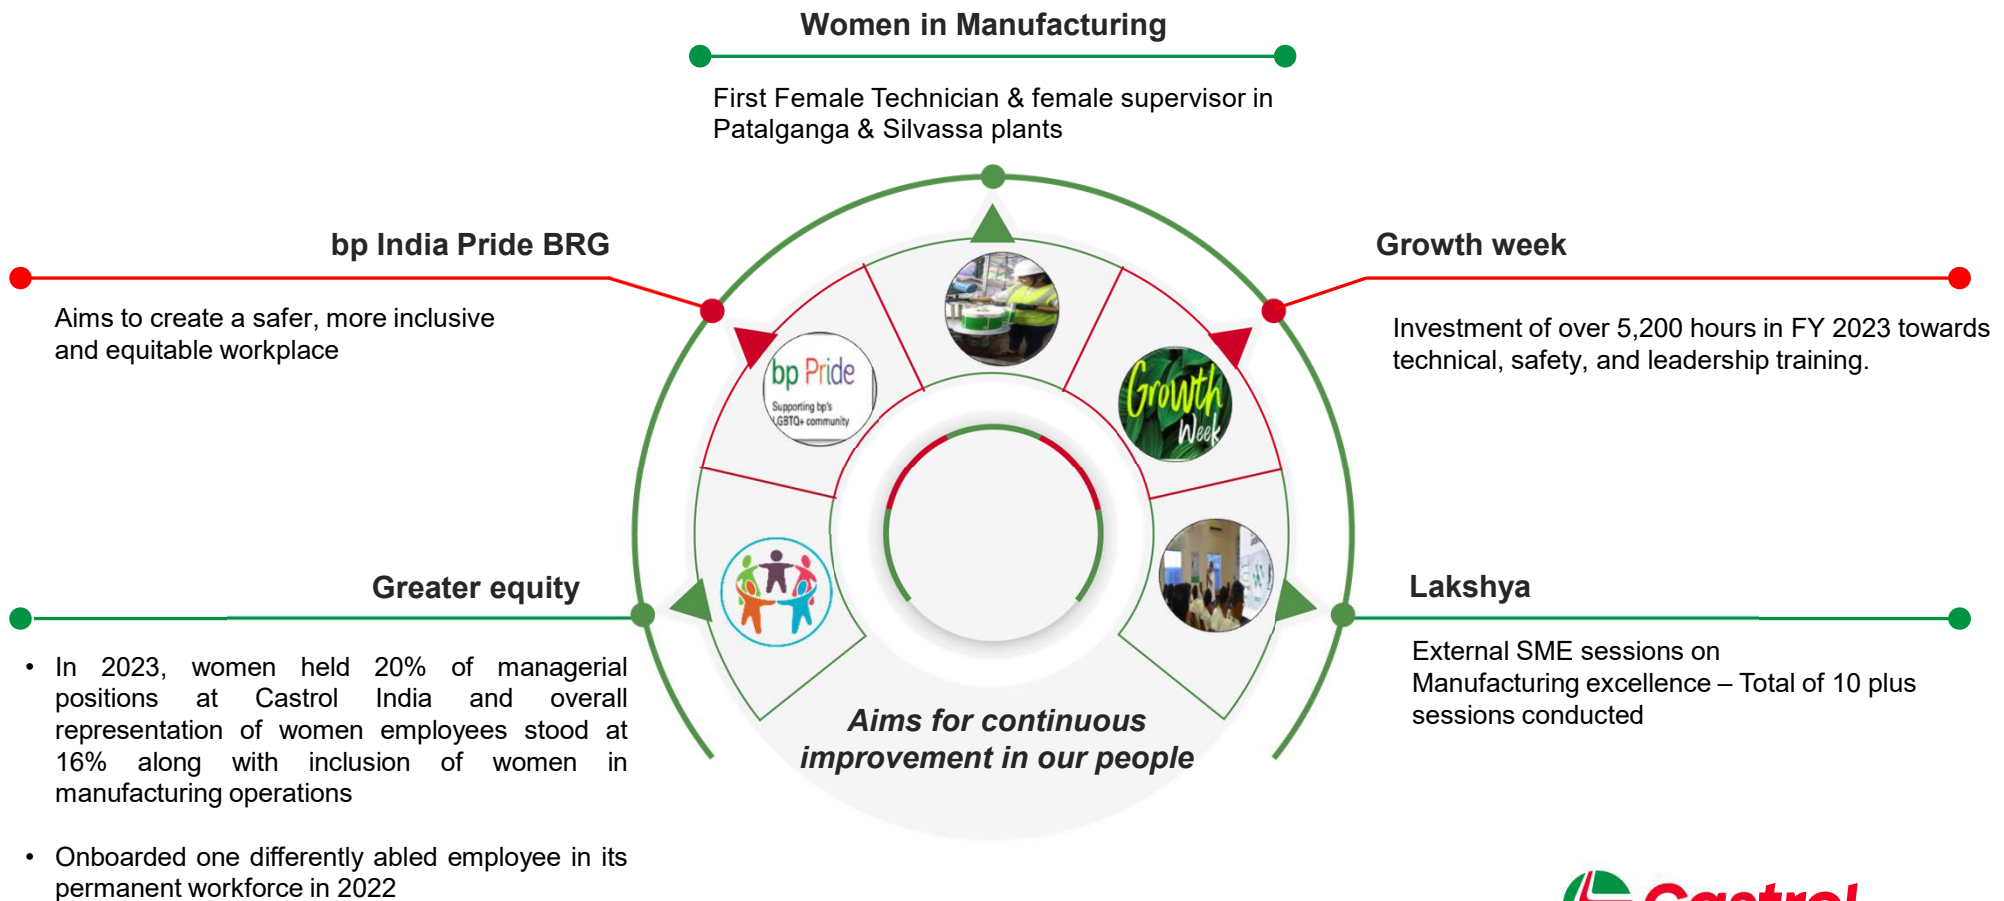 Women in Manufacturing
First Female Technician & female supervisor in
Patalganga & Silvassa plants
bp India Pride BRG
Aims to create a safer, more inclusive
and equitable workplace
Growth week
Investment of over 5,200 hours in FY 2023 towards
technical, safety, and leadership training.
bp Pride
Supporting bp's
LGBTQ+ community
Growth
Week
Greater equity
• In 2023, women held 20% of managerial
positions at Castrol India and overall
representation of women employees stood at
16% along with inclusion of women in
manufacturing operations
• Onboarded one differently abled employee in its
permanent workforce in 2022
Lakshya
External SME sessions on
Manufacturing excellence – Total of 10 plus
sessions conducted
Aims for continuous
improvement in our people
Castrol